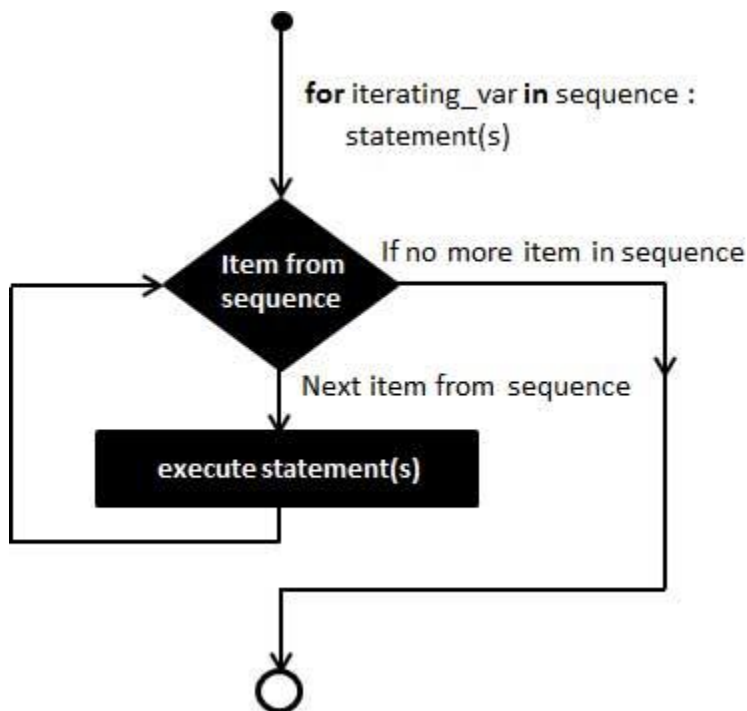 for iterating_var in sequence :
statement(s)
Item from
sequence
If no more item in sequence
Next item from sequence
execute statement(s)